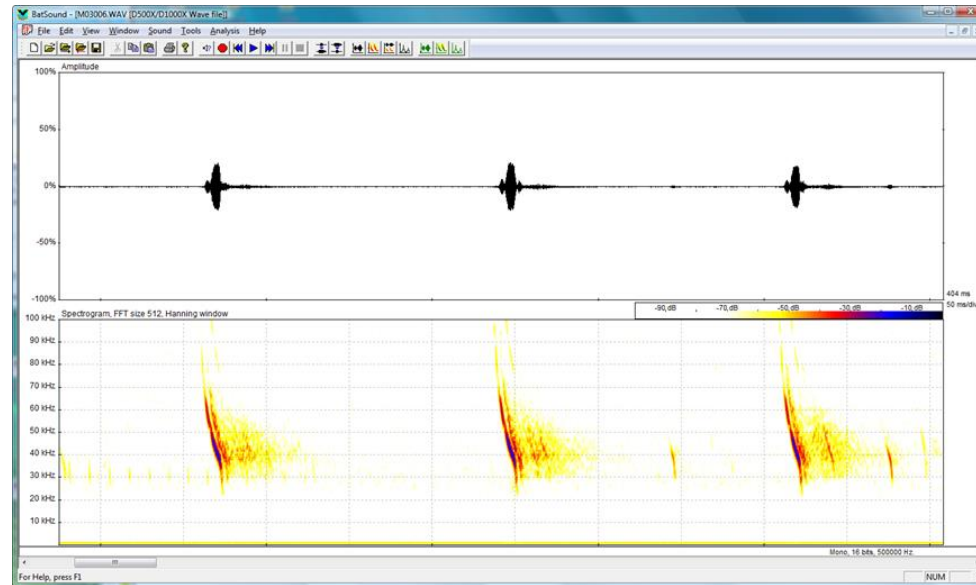 BatSound - [M03006.WAV [D500X/D1000X Wave file]]
File Edit View Window Sound Tools Analysis Help
Amplitude
100%
50%
0%
-50%
-100%
404 ms
50 ms/div
Spectrogram, FFT size 512, Hanning window
-90, dB -70, dB -50, dB -30, dB -10, dB
100 kHz
90 kHz
80 kHz
70 kHz
60 kHz
50 kHz
40 kHz
30 kHz
20 kHz
10 kHz
Mono, 16 bits, 500000 Hz.
For Help, press F1
NUM